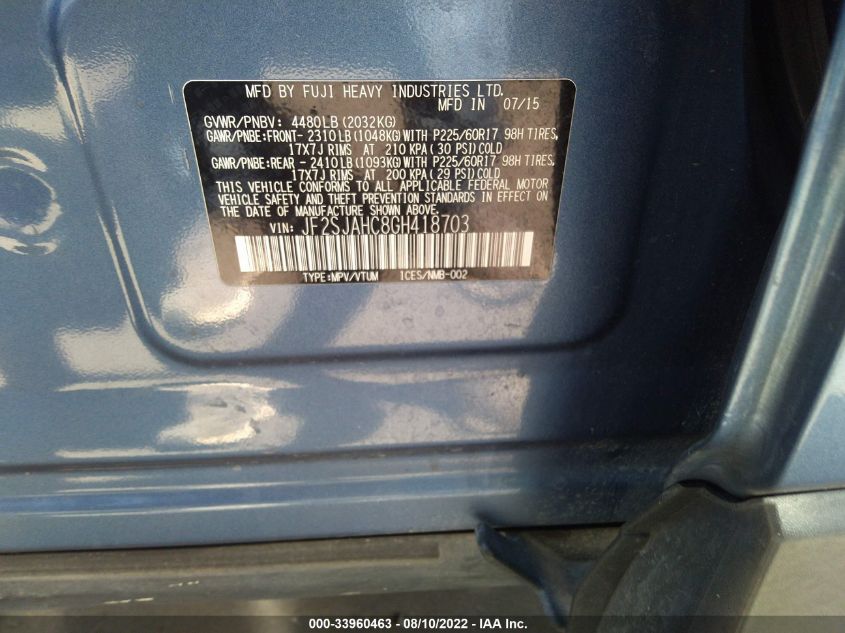 MFD BY FUJI HEAVY INDUSTRIES LTD.
MFD IN 07/15
GVWR/PNBV: 4480LB (2032KG)
GAWR/PNBE:FRONT- 2310LB (1048KG) WITH P225/60R17 98H TIRES,
17X7J RIMS AT 210 KPA ( 30 PSI) COLD
GAWR/PNBE:REAR - 2410LB (1093KG) WITH P225/60R17 98H TIRES,
17X7J RIMS AT 200 KPA (29 PSI) COLD
THIS VEHICLE CONFORMS TO ALL APPLICABLE FEDERAL MOTOR
VEHICLE SAFETY AND THEFT PREVENTION STANDARDS IN EFFECT ON
THE DATE OF MANUFACTURE SHOWN ABOVE.
VIN: JF2SJAHC8GH418703
TYPE:MPV/VTUM ICES/NMB-002
000-33960463 - 08/10/2022 - © IAA Inc.